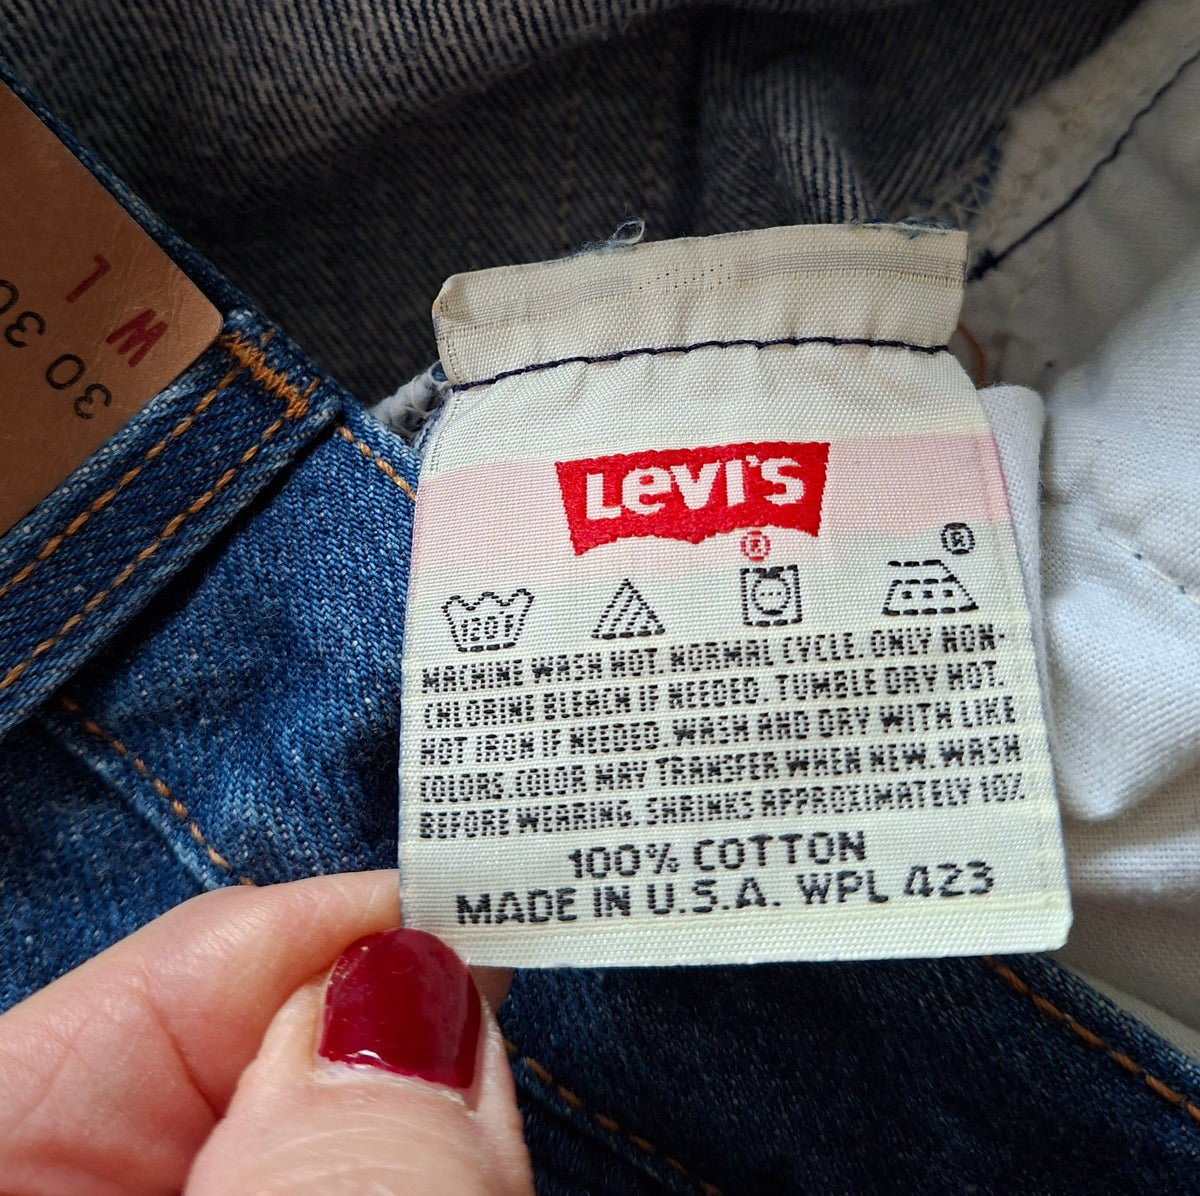 LEVI'S
®
®
120°F
MACHINE WASH HOT. NORMAL CYCLE. ONLY NON-
CHLORINE BLEACH IF NEEDED. TUMBLE DRY HOT.
HOT IRON IF NEEDED. WASH AND DRY WITH LIKE
COLORS. COLOR MAY TRANSFER WHEN NEW. WASH
BEFORE WEARING. SHRINKS APPROXIMATELY 10%
100% COTTON
MADE IN U.S.A. WPL 423
W L
30 30